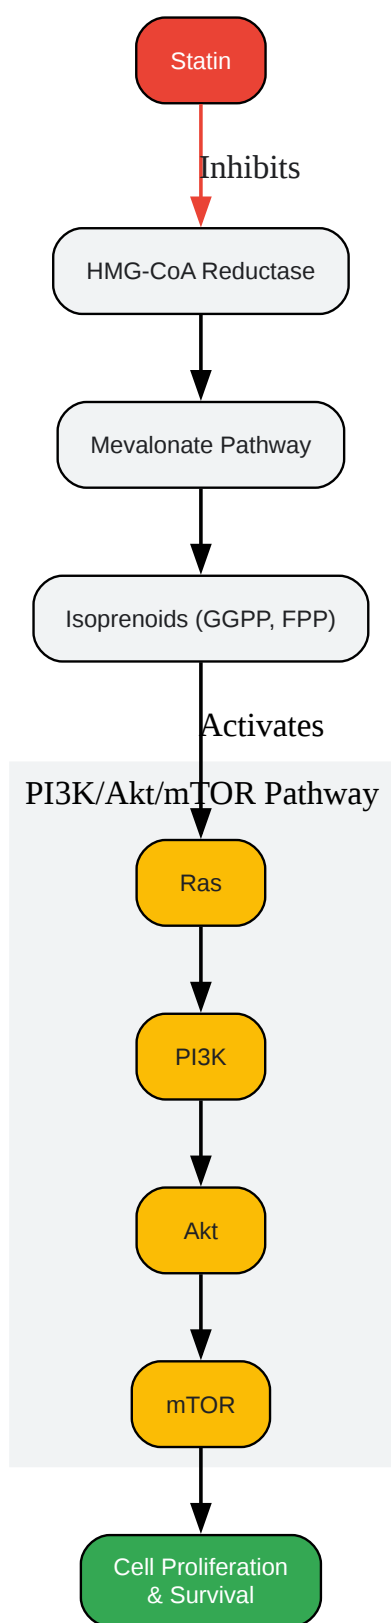 Statin
Inhibits
HMG-CoA Reductase
Mevalonate Pathway
Isoprenoids (GGPP, FPP)
Activates
PI3K/Akt/mTOR Pathway
Ras
PI3K
Akt
mTOR
Cell Proliferation
& Survival